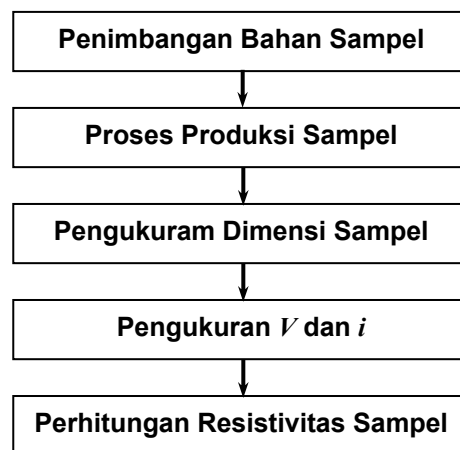 Penimbangan Bahan Sampel
Proses Produksi Sampel
Pengukuram Dimensi Sampel
Pengukuran V dan i
Perhitungan Resistivitas Sampel